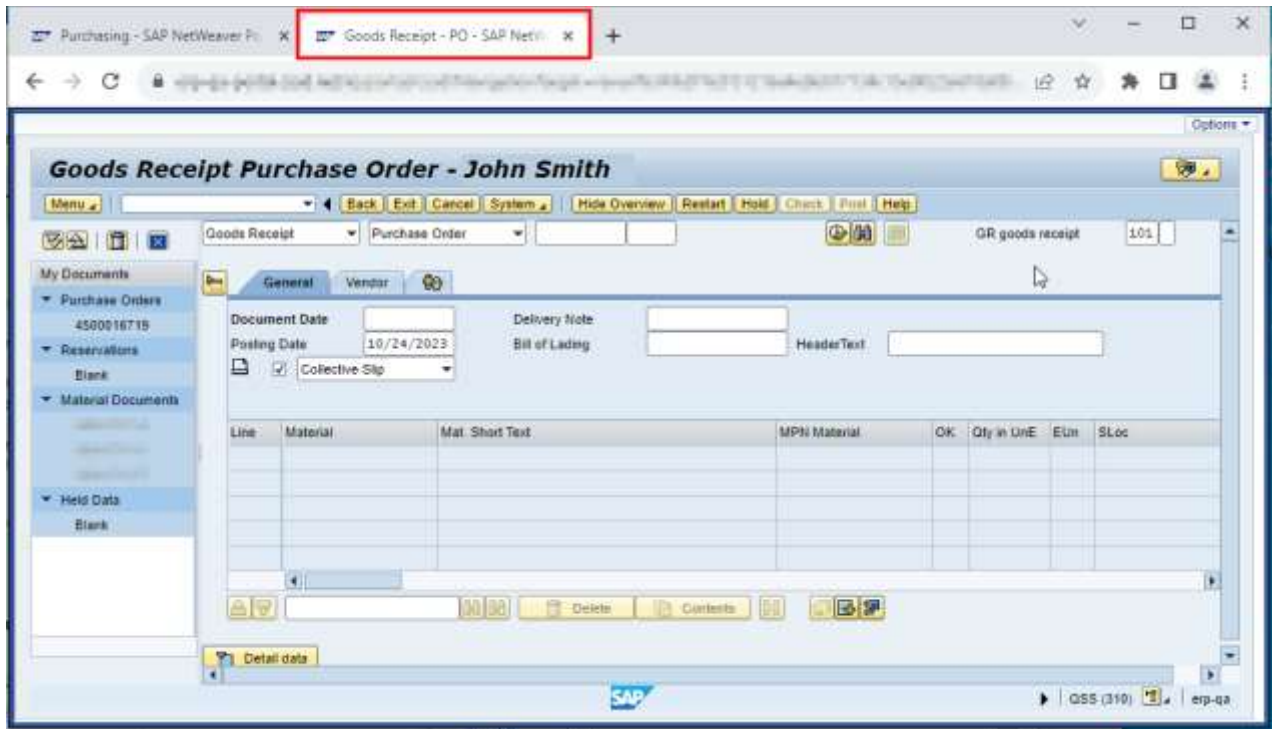 Purchasing - SAP NetWeaver Po
Goods Receipt - PO - SAP NetW
Options
Goods Receipt Purchase Order - John Smith
Menu Back Exit Cancel System Hide Overview Restart Hold Check Post Help
Goods Receipt Purchase Order GR goods receipt 101
My Documents
General Vendor
Purchase Orders
4500016719
Document Date Delivery Note
Posting Date 10/24/2023 Bill of Lading HeaderText
Reservations
Collective Slip
Blank
Material Documents
Line Material Mat. Short Text MPN Material OK Qty in UnE EUn SLoc
Held Data
Blank
Delete Contents
Detail data
SAP QSS (310) erp-qa